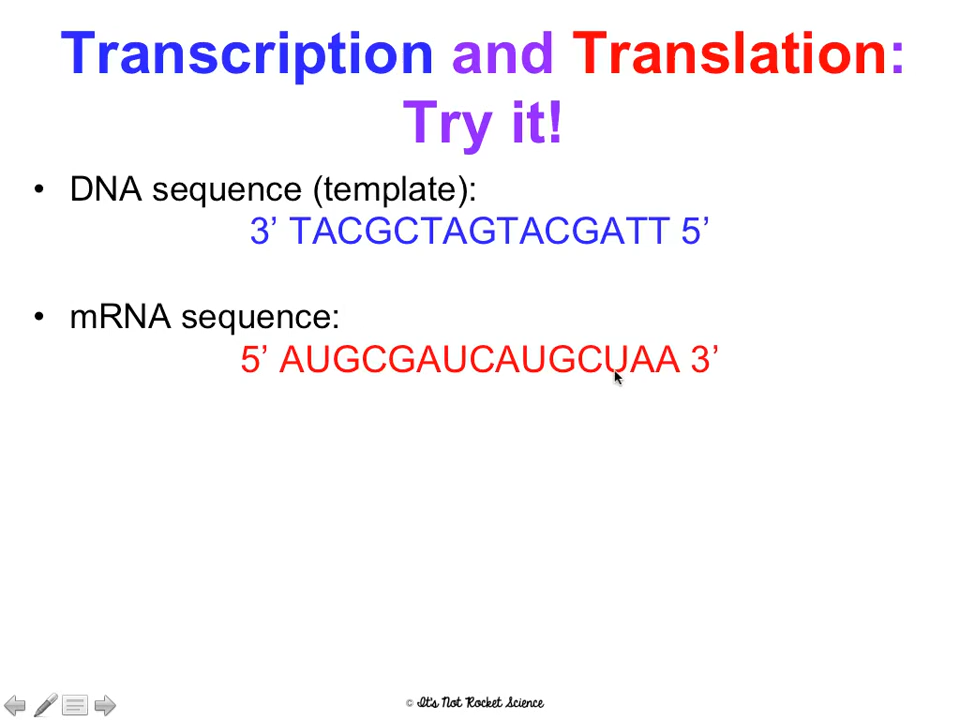 Transcription and Translation:
Try it!
• DNA sequence (template):
3’ TACGCTAGTACGATT 5’
• mRNA sequence:
5’ AUGCGAUCAUGCUAA 3’
© It's Not Rocket Science